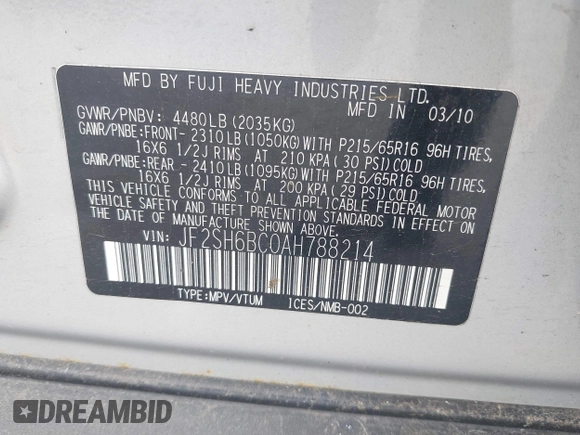 MFD BY FUJI HEAVY INDUSTRIES LTD.
GVWR/PNBV: 4480LB(2035KG) MFD IN 03/10
GAWR/PNBE:FRONT- 2310LB(1050KG)WITH P215/65R16 96H TIRES,
16X6 1/2J RIMS AT 210 KPA(30 PSI)COLD
GAWR/PNBE:REAR - 2410LB(1095KG)WITH P215/65R16 96H TIRES,
16X6 1/2J RIMS AT 200 KPA(29 PSI)COLD
THIS VEHICLE CONFORMS TO ALL APPLICABLE FEDERAL MOTOR
VEHICLE SAFETY AND THEFT PREVENTION STANDARDS IN EFFECT ON
THE DATE OF MANUFACTURE SHOWN ABOVE.
VIN: JF2SH6BC0AH788214
TYPE:MPV/VTUM ICES/NMB-002
DREAMBID